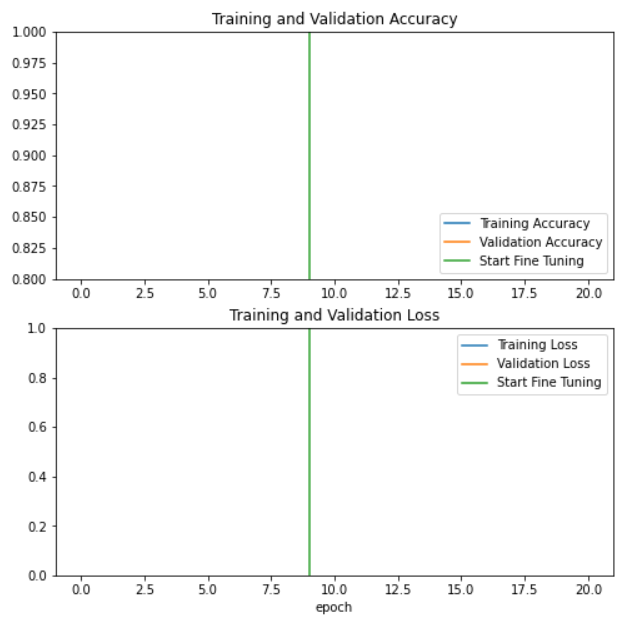 Training and Validation Accuracy
1.000
0.975
0.950
0.925
0.900
0.875
0.850
0.825
0.800
Training Accuracy
Validation Accuracy
Start Fine Tuning
0.0 2.5 5.0 7.5 10.0 12.5 15.0 17.5 20.0
Training and Validation Loss
1.0
0.8
0.6
0.4
0.2
0.0
Training Loss
Validation Loss
Start Fine Tuning
0.0 2.5 5.0 7.5 10.0 12.5 15.0 17.5 20.0
epoch